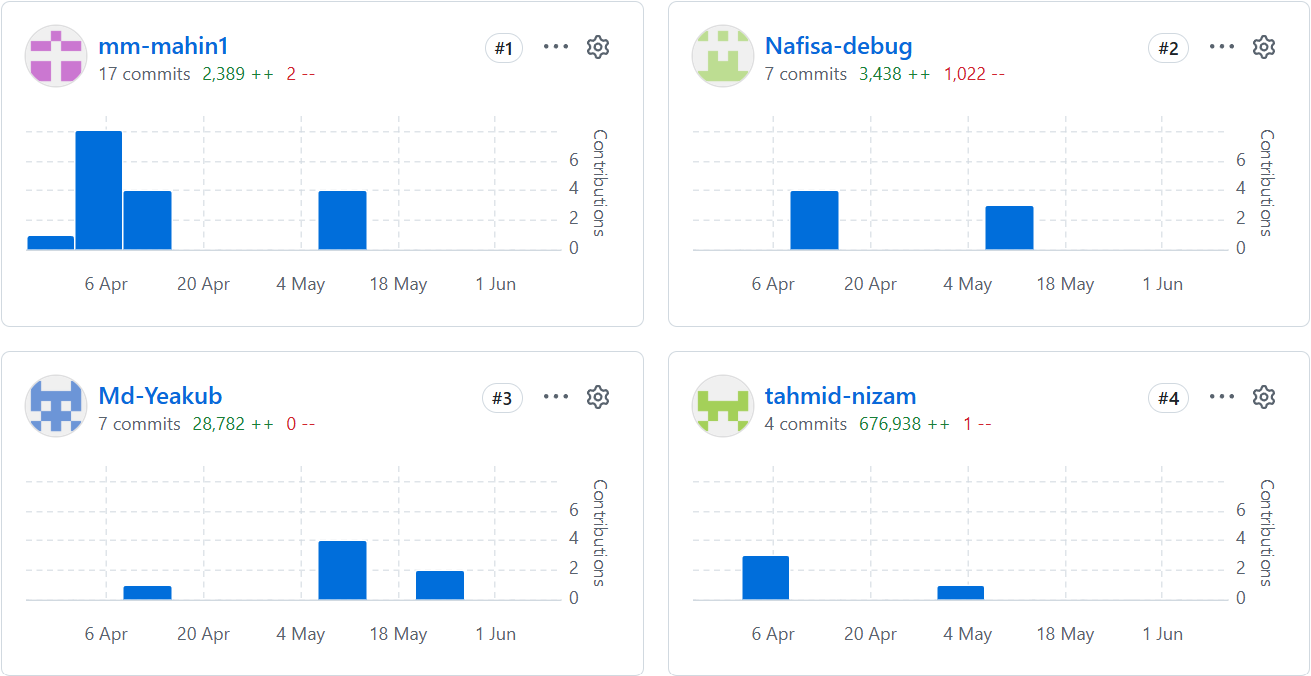 mm-mahin1
#1
17 commits 2,389 ++ 2 --
6
4
2
0
Contributions
6 Apr 20 Apr 4 May 18 May 1 Jun
Nafisa-debug
#2
7 commits 3,438 ++ 1,022 --
6
4
2
0
Contributions
6 Apr 20 Apr 4 May 18 May 1 Jun
Md-Yeakub
#3
7 commits 28,782 ++ 0 --
6
4
2
0
Contributions
6 Apr 20 Apr 4 May 18 May 1 Jun
tahmid-nizam
#4
4 commits 676,938 ++ 1 --
6
4
2
0
Contributions
6 Apr 20 Apr 4 May 18 May 1 Jun